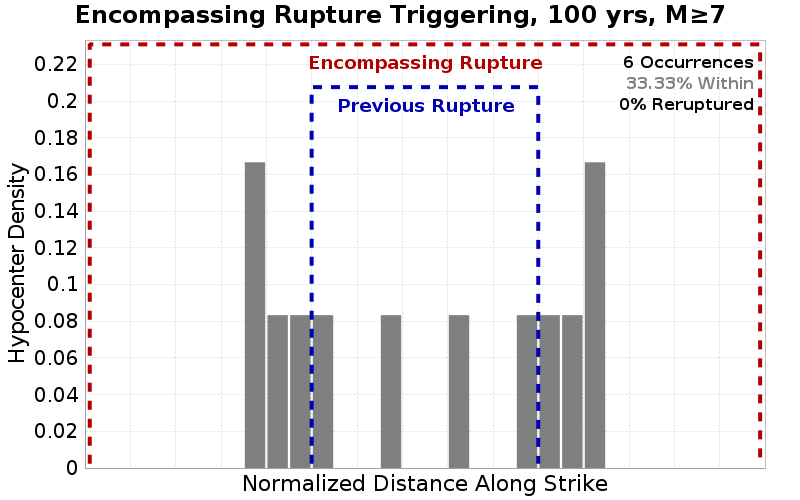 Encompassing Rupture Triggering, 100 yrs, M≥7
Encompassing Rupture
Previous Rupture
6 Occurrences
33.33% Within
0% Reruptured
Hypocenter Density
0.22
0.2
0.18
0.16
0.14
0.12
0.1
0.08
0.06
0.04
0.02
0
Normalized Distance Along Strike